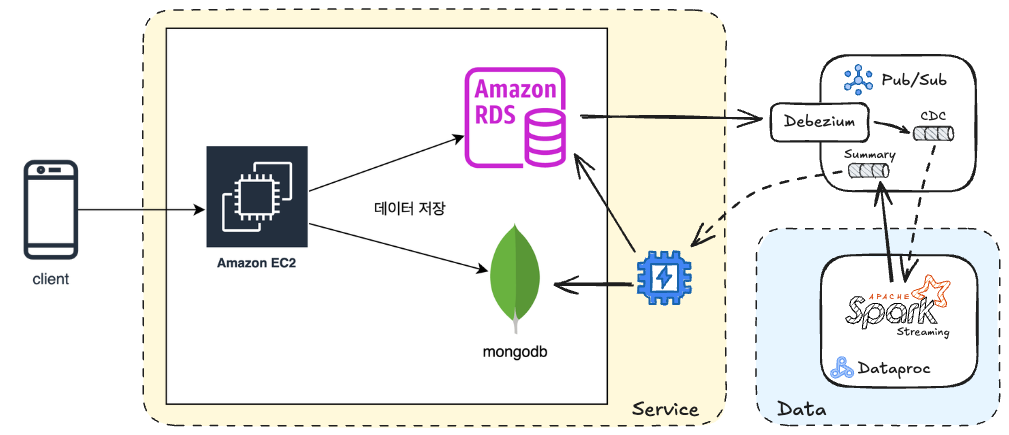 client
Amazon EC2
데이터 저장
Amazon
RDS
mongodb
Service
Pub/Sub
Debezium
CDC
Summary
APACHE
Spark
Streaming
Dataproc
Data